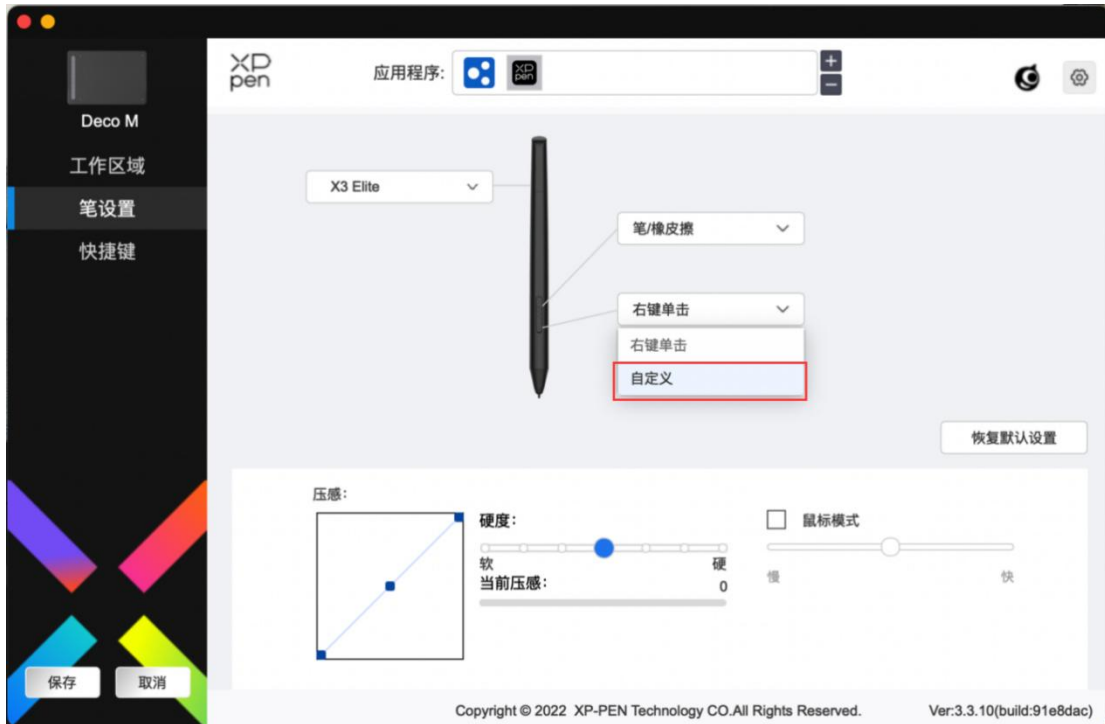 XP
pen
应用程序:
XP
pen
+
−
Deco M
工作区域
笔设置
快捷键
X3 Elite
笔/橡皮擦
右键单击
右键单击
自定义
恢复默认设置
压感:
硬度:
软
硬
当前压感:
0
鼠标模式
慢
快
保存
取消
Copyright © 2022 XP-PEN Technology CO.All Rights Reserved.
Ver:3.3.10(build:91e8dac)